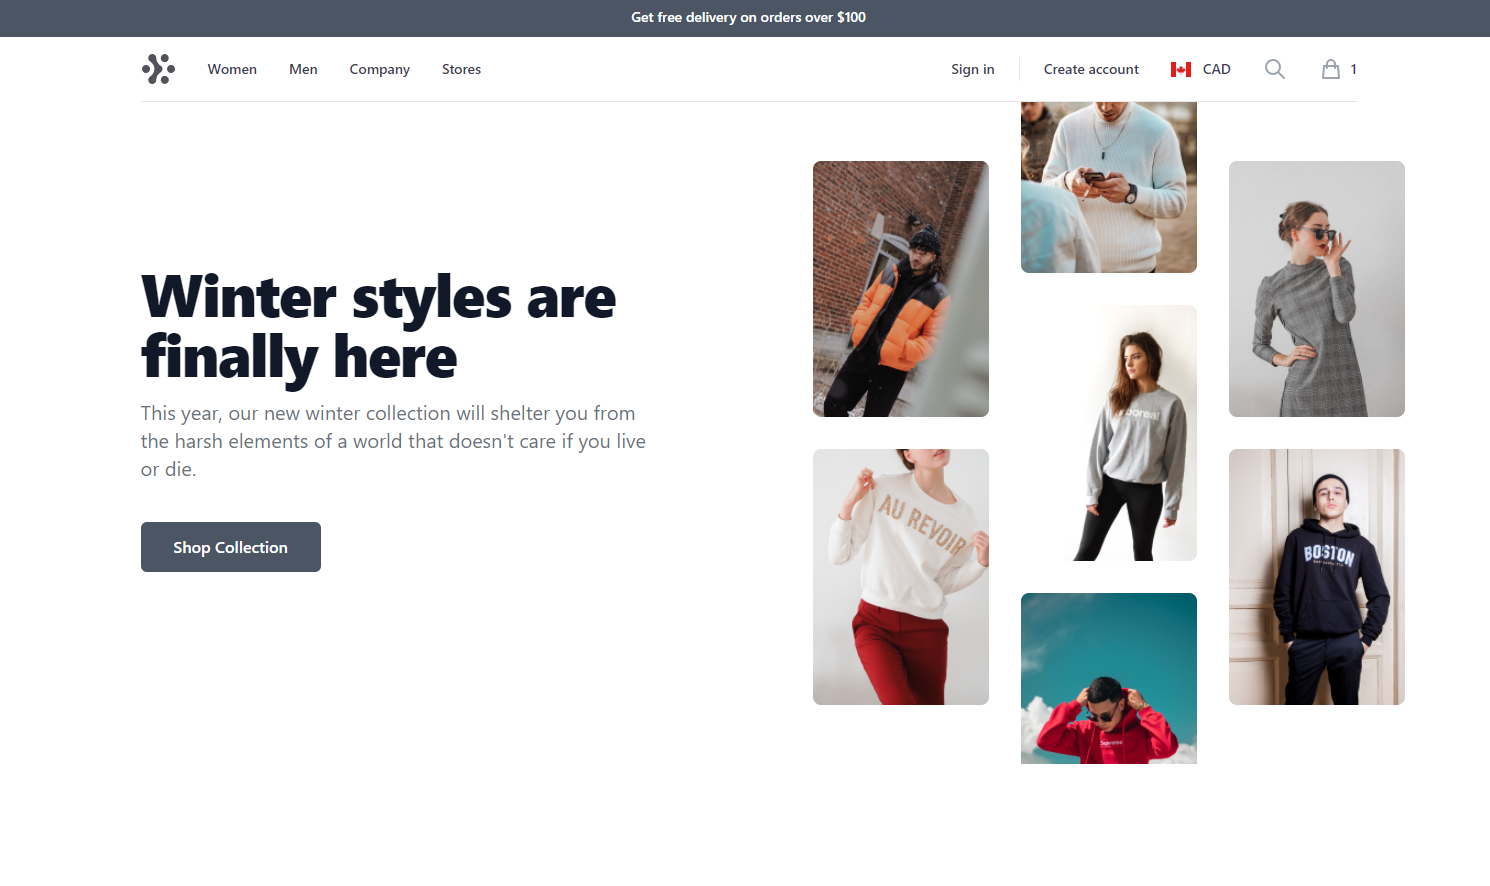 Get free delivery on orders over $100
Women Men Company Stores Sign in Create account CAD 1
Winter styles are
finally here
This year, our new winter collection will shelter you from
the harsh elements of a world that doesn't care if you live
or die.
Shop Collection
AU REVOIR
BOSTON